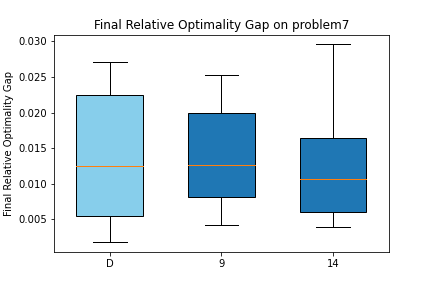 Final Relative Optimality Gap on problem7
Final Relative Optimality Gap
0.030
0.025
0.020
0.015
0.010
0.005
D 9 14